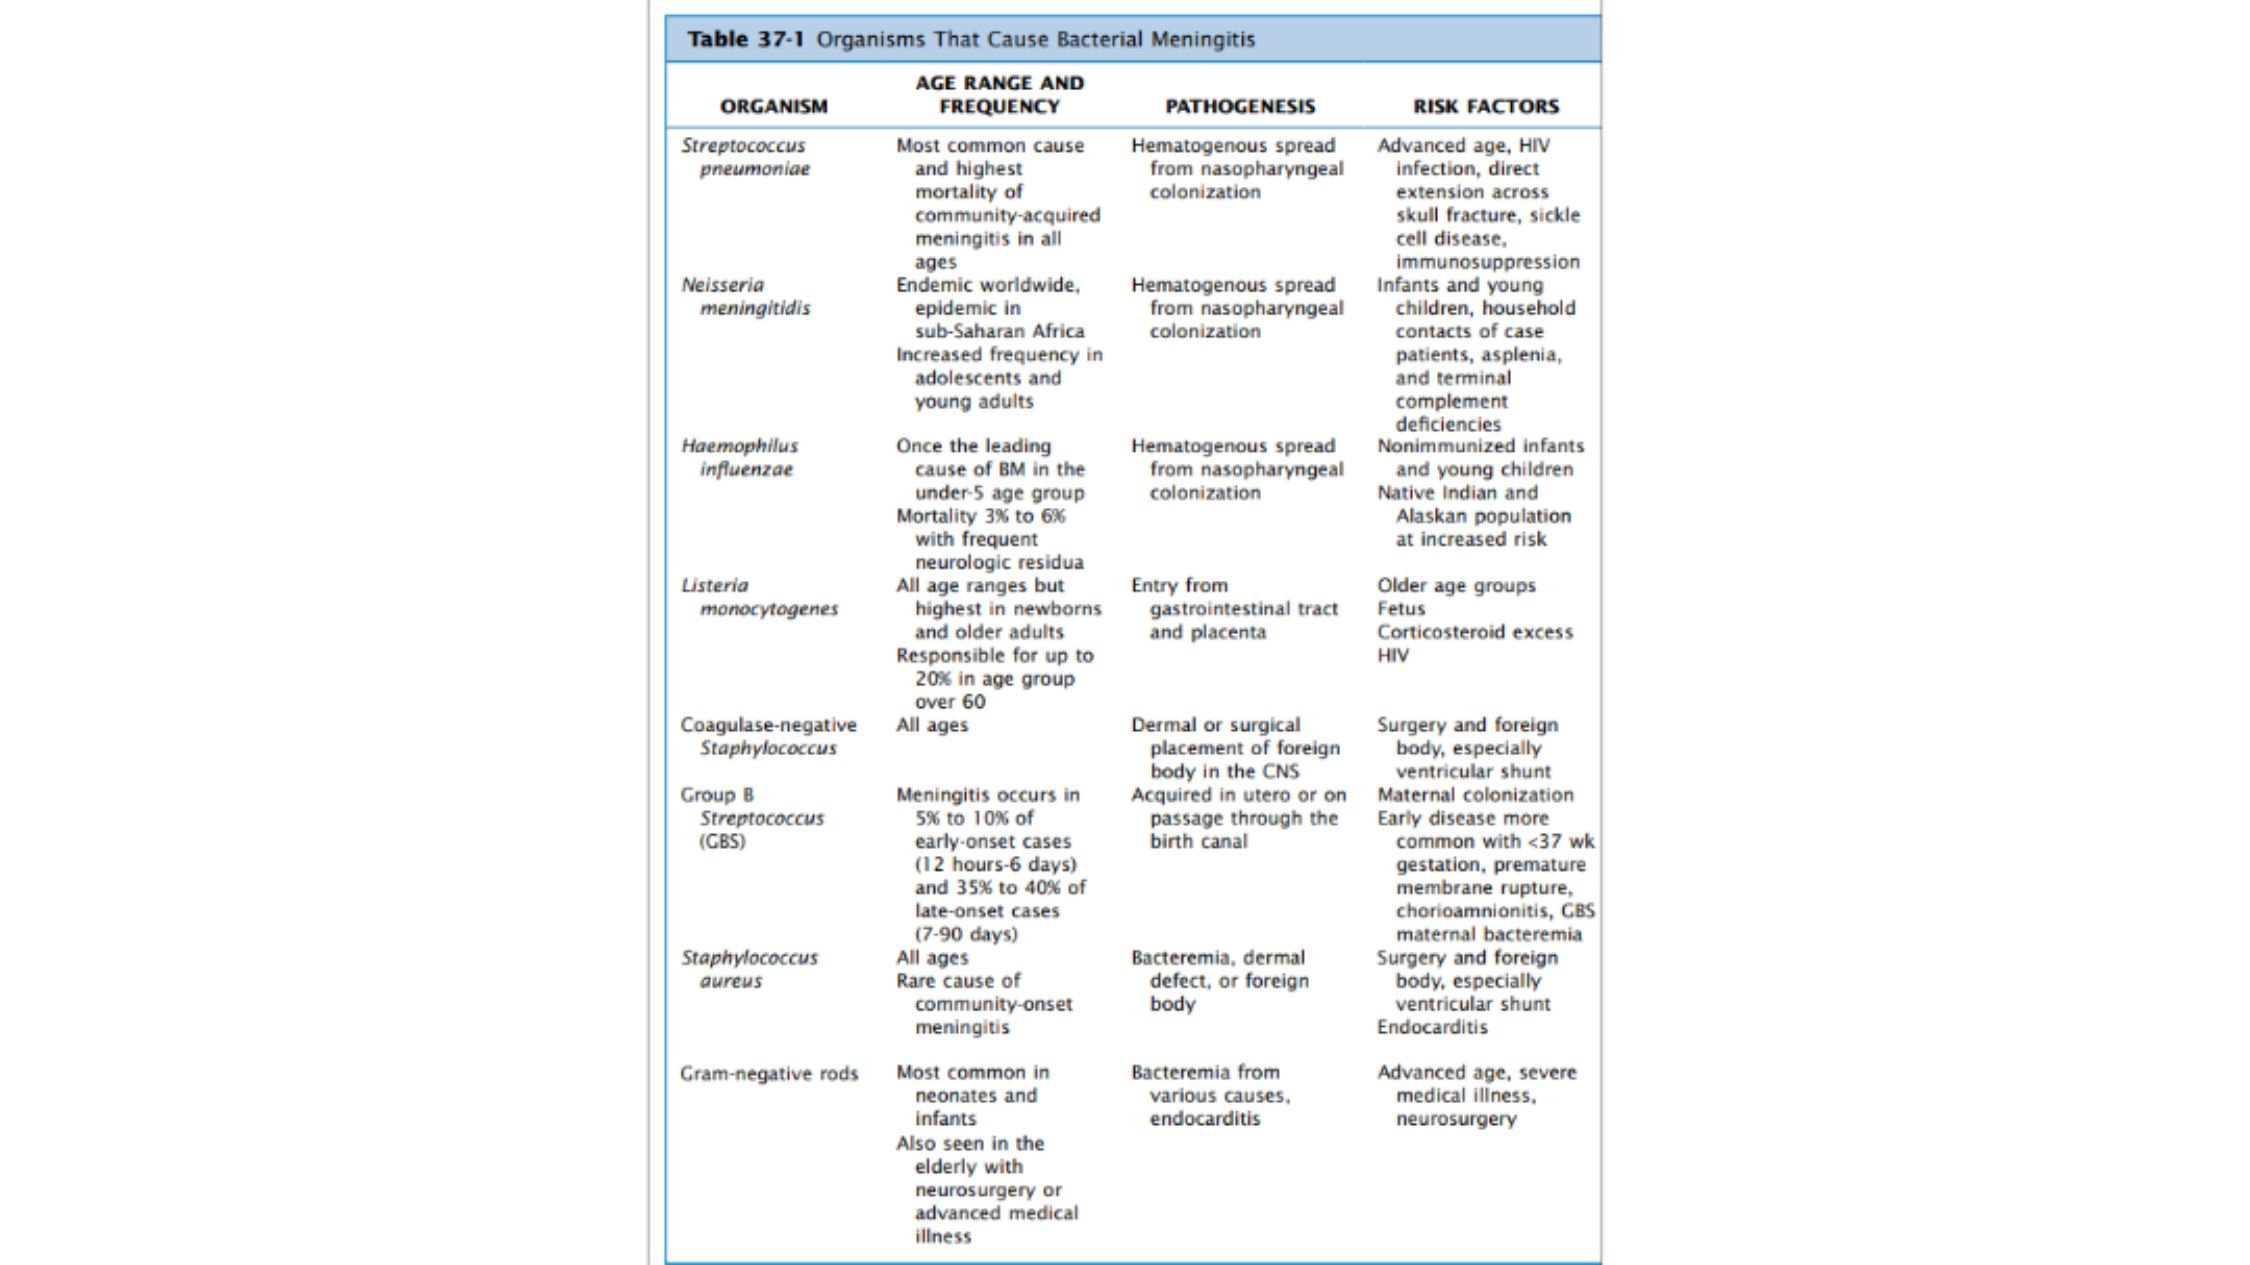 Table 37-1 Organisms That Cause Bacterial Meningitis
ORGANISM
AGE RANGE AND
FREQUENCY
PATHOGENESIS
RISK FACTORS
Streptococcus
pneumoniae
Most common cause
and highest
mortality of
community-acquired
meningitis in all
ages
Hematogenous spread
from nasopharyngeal
colonization
Advanced age, HIV
infection, direct
extension across
skull fracture, sickle
cell disease,
immunosuppression
Neisseria
meningitidis
Endemic worldwide,
epidemic in
sub-Saharan Africa
Increased frequency in
adolescents and
young adults
Hematogenous spread
from nasopharyngeal
colonization
Infants and young
children, household
contacts of case
patients, asplenia,
and terminal
complement
deficiencies
Haemophilus
influenzae
Once the leading
cause of BM in the
under-5 age group
Mortality 3% to 6%
with frequent
neurologic residua
Hematogenous spread
from nasopharyngeal
colonization
Nonimmunized infants
and young children
Native Indian and
Alaskan population
at increased risk
Listeria
monocytogenes
All age ranges but
highest in newborns
and older adults
Responsible for up to
20% in age group
over 60
Entry from
gastrointestinal tract
and placenta
Older age groups
Fetus
Corticosteroid excess
HIV
Coagulase-negative
Staphylococcus
All ages
Dermal or surgical
placement of foreign
body in the CNS
Surgery and foreign
body, especially
ventricular shunt
Group B
Streptococcus
(GBS)
Meningitis occurs in
5% to 10% of
early-onset cases
(12 hours-6 days)
and 35% to 40% of
late-onset cases
(7-90 days)
Acquired in utero or on
passage through the
birth canal
Maternal colonization
Early disease more
common with <37 wk
gestation, premature
membrane rupture,
chorioamnionitis, GBS
maternal bacteremia
Staphylococcus
aureus
All ages
Rare cause of
community-onset
meningitis
Bacteremia, dermal
defect, or foreign
body
Surgery and foreign
body, especially
ventricular shunt
Endocarditis
Gram-negative rods
Most common in
neonates and
infants
Also seen in the
elderly with
neurosurgery or
advanced medical
illness
Bacteremia from
various causes,
endocarditis
Advanced age, severe
medical illness,
neurosurgery